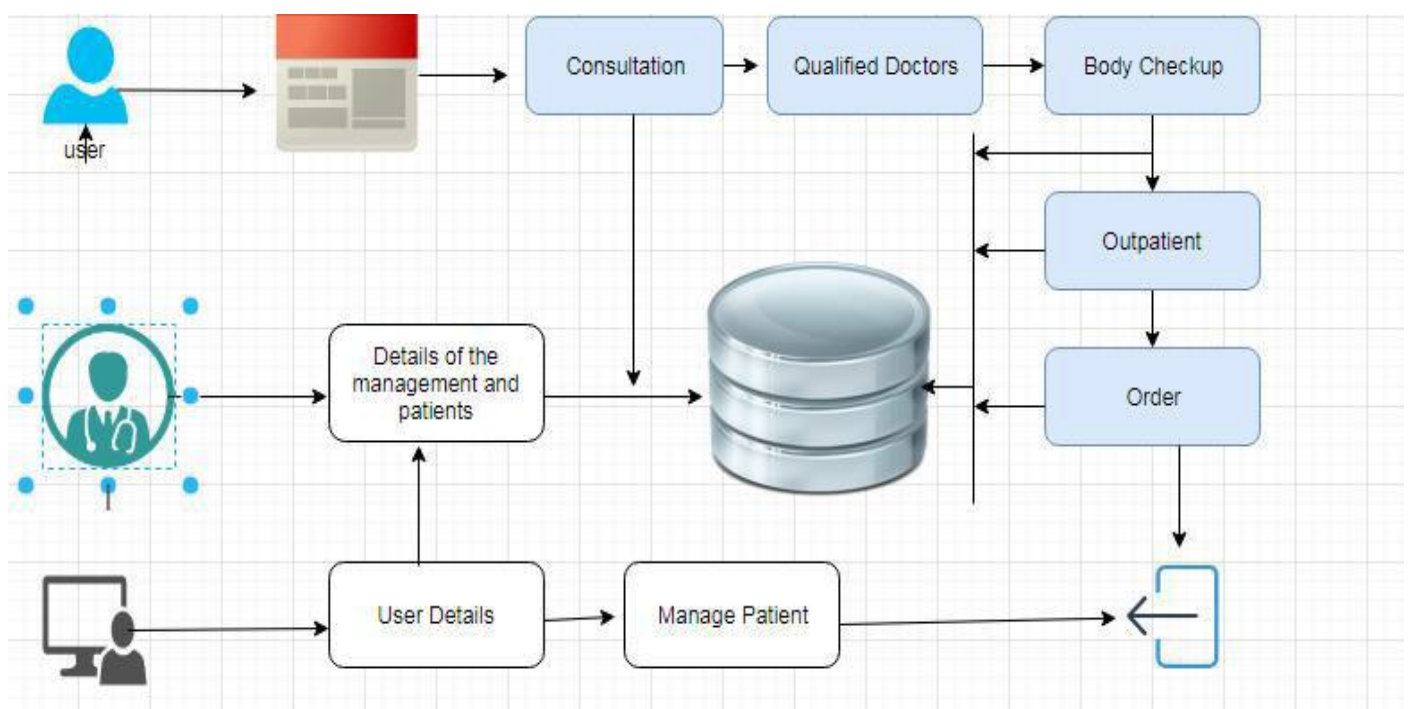 Consultation
Qualified Doctors
Body Checkup
user
Outpatient
Details of the
management and
patients
Order
User Details
Manage Patient